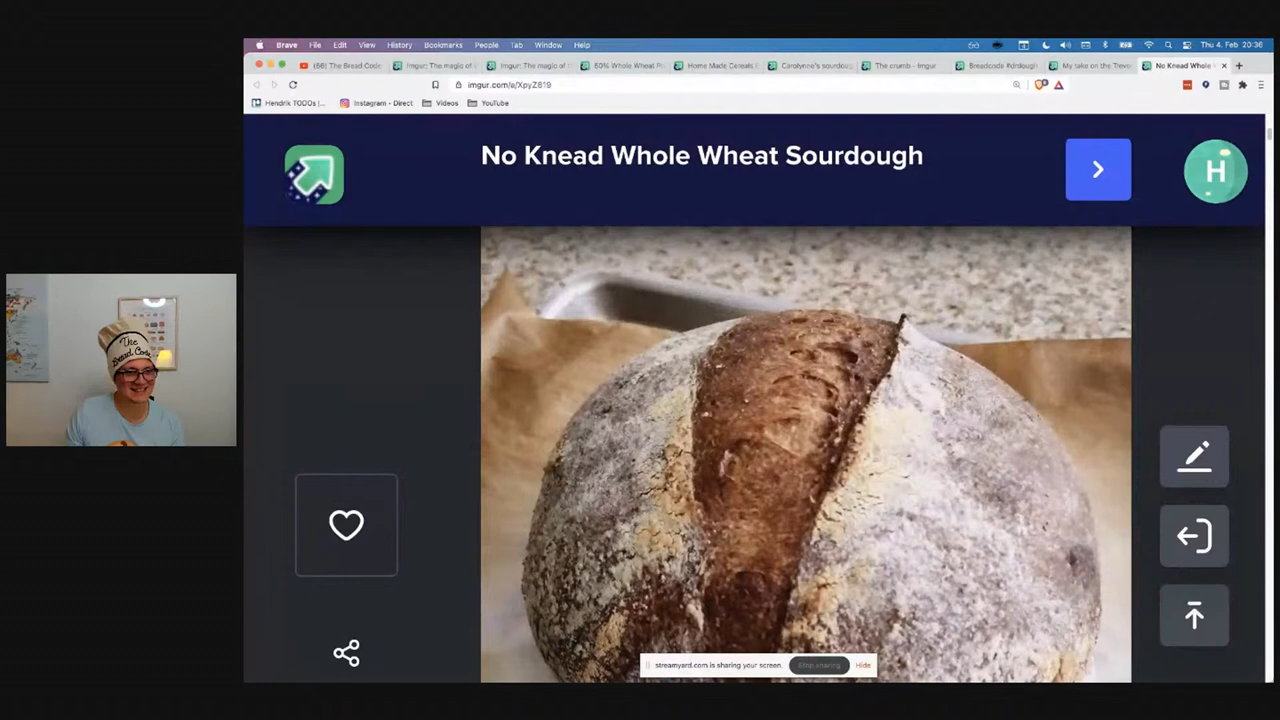 Brave File Edit View History Bookmarks People Tab Window Help Thu 4. Feb 20:36
(56) The Bread Code Imgur: The magic of Imgur: The magic of 50% Whole Wheat Home Made Cereals Carolynne's sourdoug The crumb - Imgur Breadcode #drdough My take on the No Knead Whole
imgur.com/a/XpyZ819
Hendrik TODOs |... Instagram - Direct Videos YouTube
No Knead Whole Wheat Sourdough
H
The
Bread Code
streamyard.com is sharing your screen. Stop sharing Hide